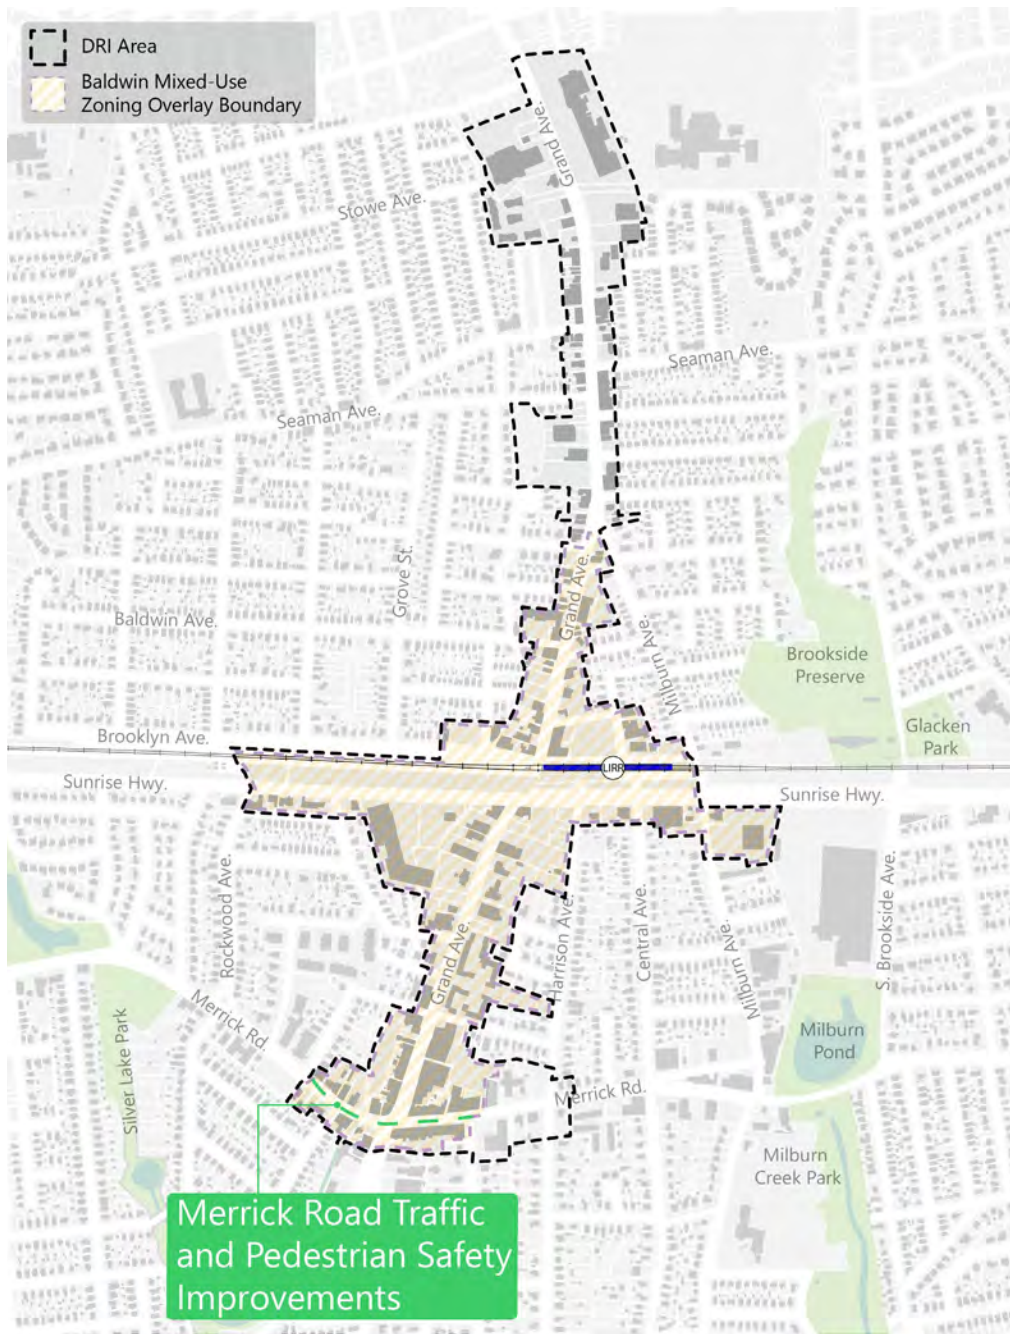 DRI Area
Baldwin Mixed-Use
Zoning Overlay Boundary
Grand Ave.
Stowe Ave.
Seaman Ave.
Seaman Ave.
Grove St.
Grand Ave.
Baldwin Ave.
Milburn Ave.
Brookside
Preserve
Glacken
Park
Brooklyn Ave.
LIRR
Sunrise Hwy.
Sunrise Hwy.
Rockwood Ave.
Grand Ave.
Harrison Ave.
Central Ave.
Milburn Ave.
S. Brookside Ave.
Merrick Rd.
Silver Lake Park
Milburn
Pond
Merrick Rd.
Milburn
Creek Park
Merrick Road Traffic
and Pedestrian Safety
Improvements